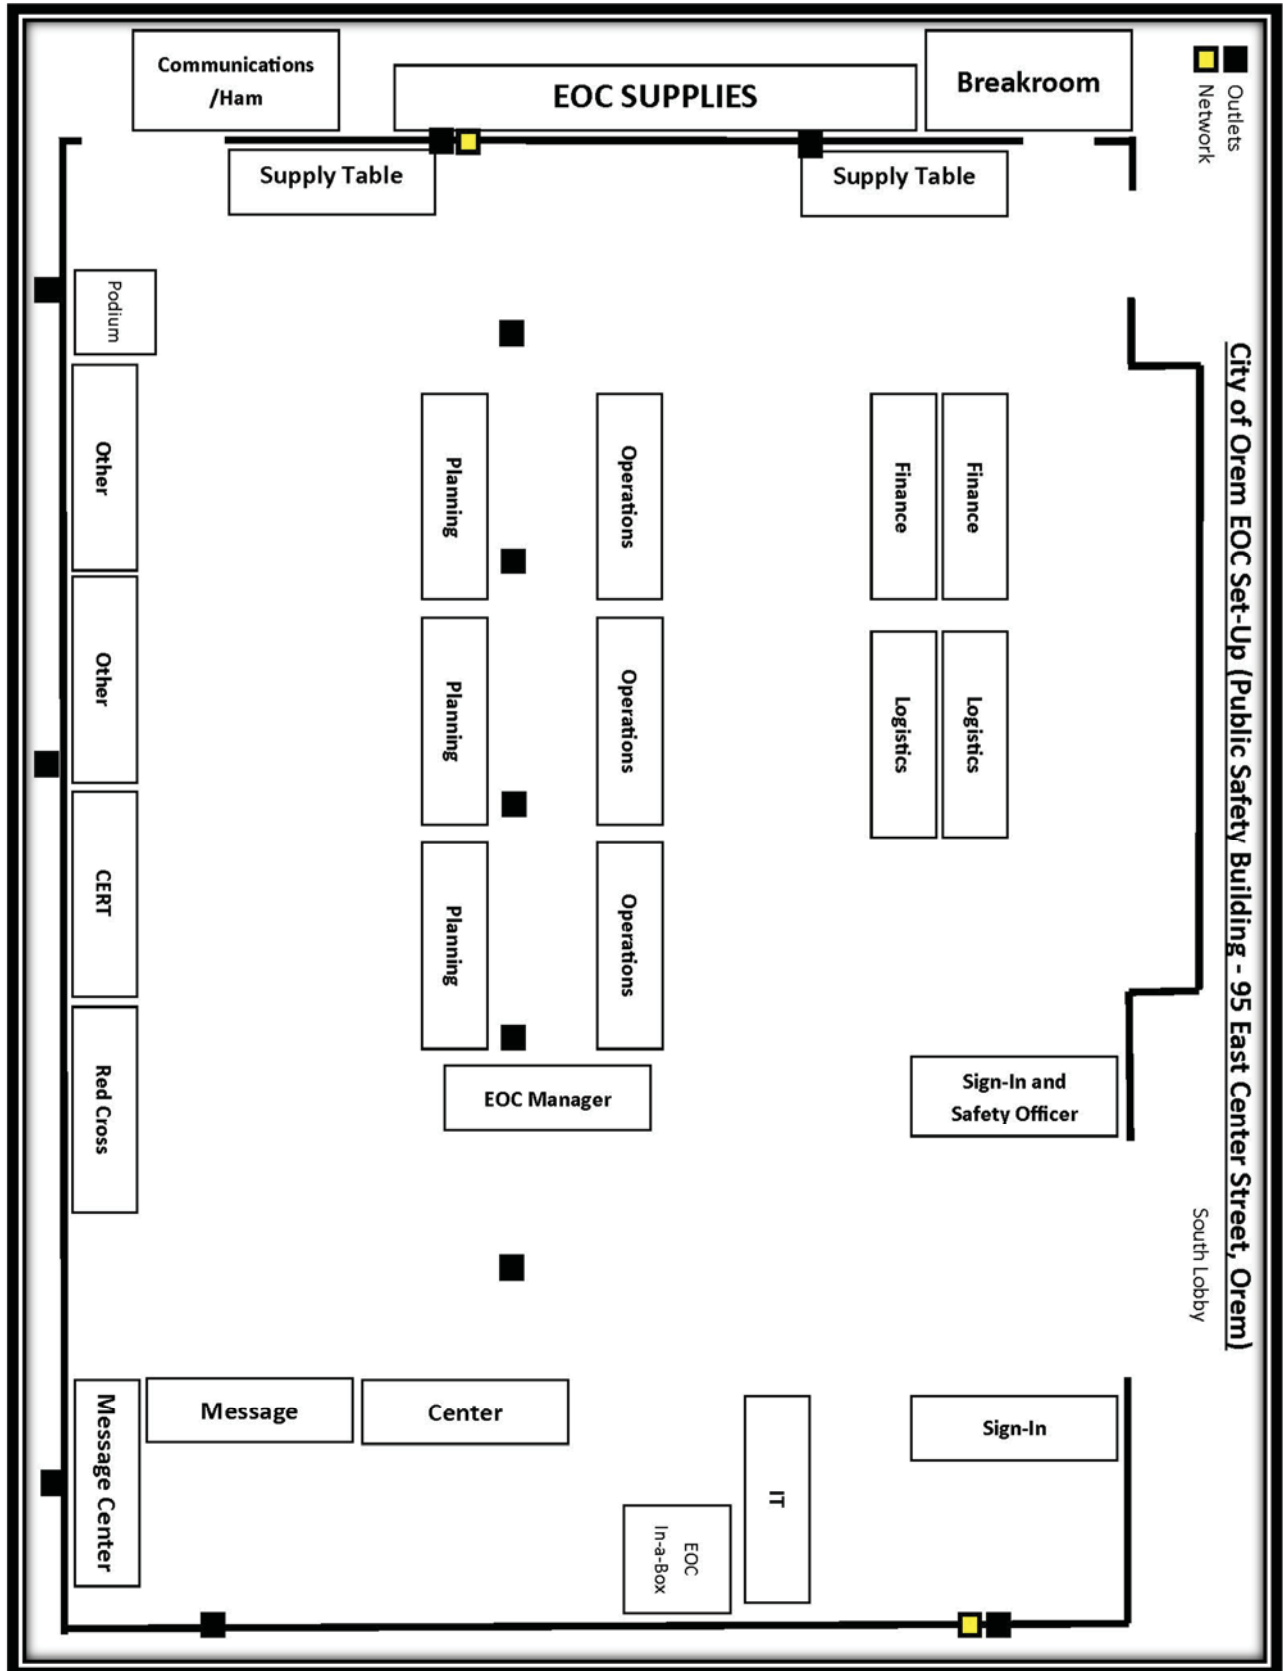 City of Orem EOC Set-Up (Public Safety Building - 95 East Center Street, Orem)
Outlets
Network
South Lobby
Communications
/Ham
EOC SUPPLIES
Breakroom
Supply Table
Supply Table
Podium
Other
Planning
Operations
Finance
Finance
Other
Planning
Operations
Logistics
Logistics
CERT
Planning
Operations
Red Cross
EOC Manager
Sign-In and
Safety Officer
Message Center
Message
Center
IT
Sign-In
EOC
In-a-Box